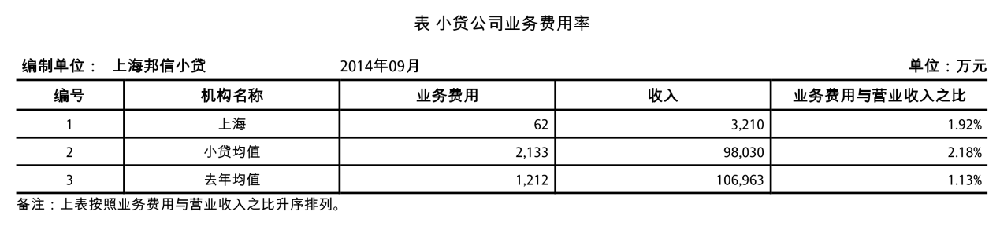 表 小贷公司业务费用率
编制单位： 上海邦信小贷 2014年09月 单位：万元
编号 机构名称 业务费用 收入 业务费用与营业收入之比
1 上海 62 3,210 1.92%
2 小贷均值 2,133 98,030 2.18%
3 去年均值 1,212 106,963 1.13%
备注：上表按照业务费用与营业收入之比升序排列。